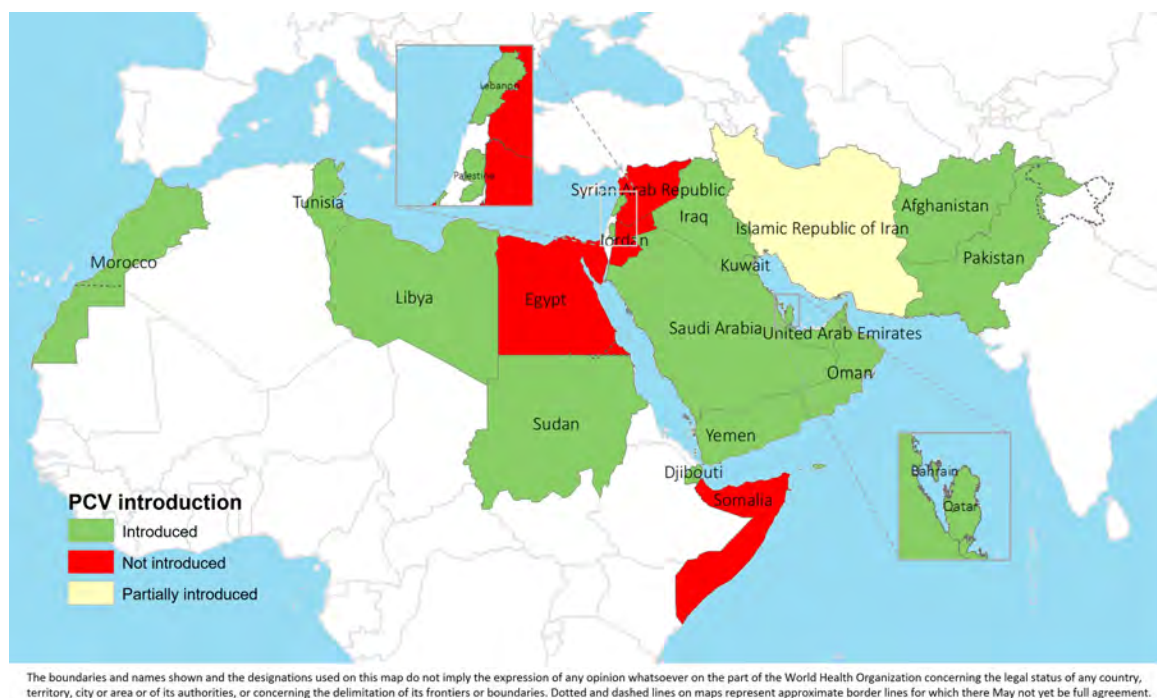 Lebanon
Palestine
Syrian Arab Republic
Tunisia
Iraq
Afghanistan
Islamic Republic of Iran
Jordan
Pakistan
Morocco
Kuwait
Libya
Egypt
Saudi Arabia
United Arab Emirates
Oman
Sudan
Yemen
Djibouti
Bahrain
Somalia
Qatar
PCV introduction
Introduced
Not introduced
Partially introduced
The boundaries and names shown and the designations used on this map do not imply the expression of any opinion whatsoever on the part of the World Health Organization concerning the legal status of any country,
territory, city or area or of its authorities, or concerning the delimitation of its frontiers or boundaries. Dotted and dashed lines on maps represent approximate border lines for which there May not yet be full agreement.